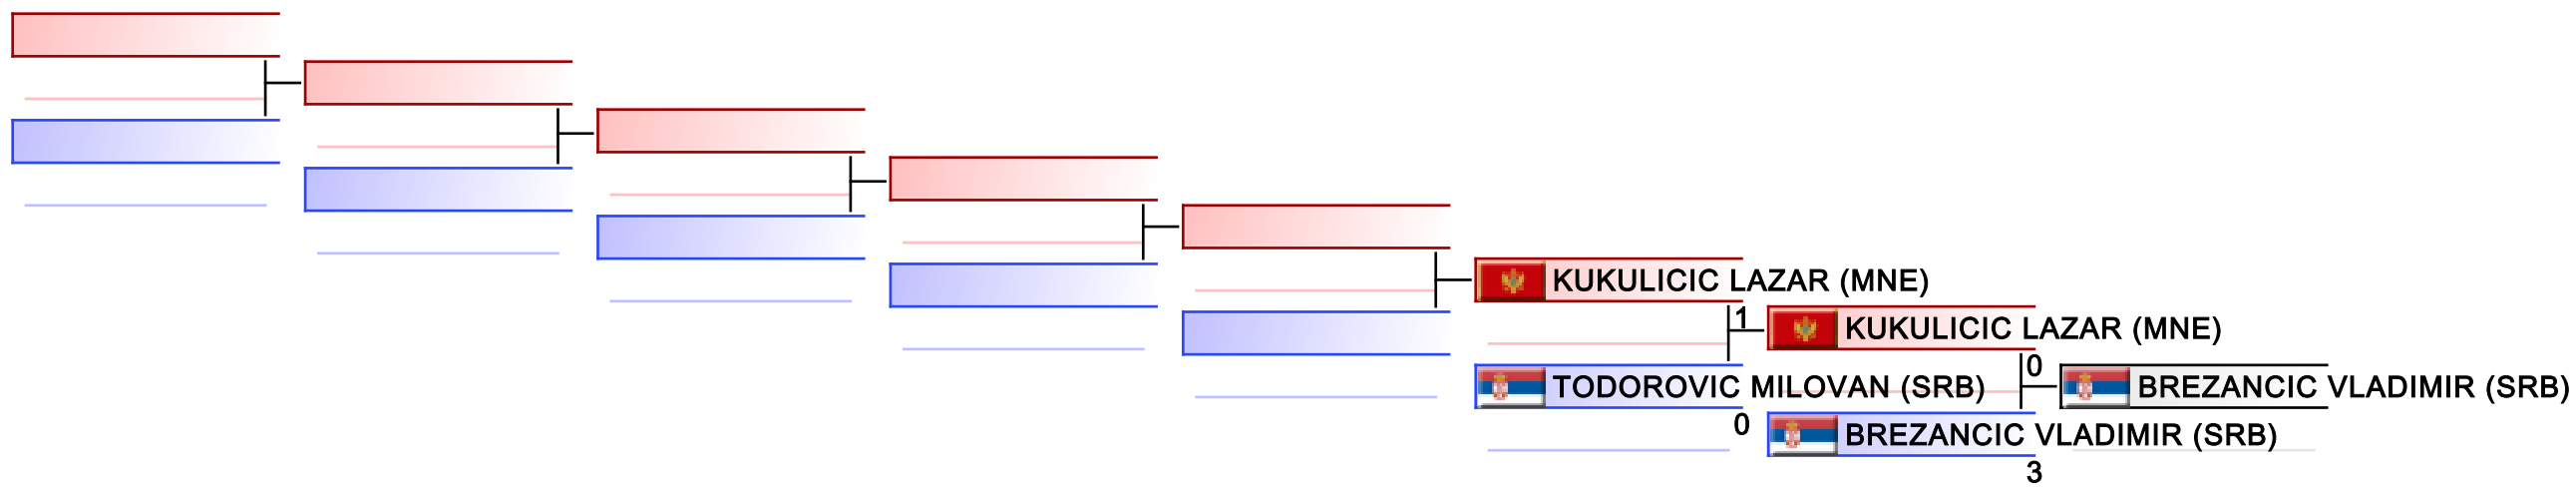 KUKULICIC LAZAR (MNE)
1
KUKULICIC LAZAR (MNE)
0
TODOROVIC MILOVAN (SRB)
BREZANCIC VLADIMIR (SRB)
0
BREZANCIC VLADIMIR (SRB)
3